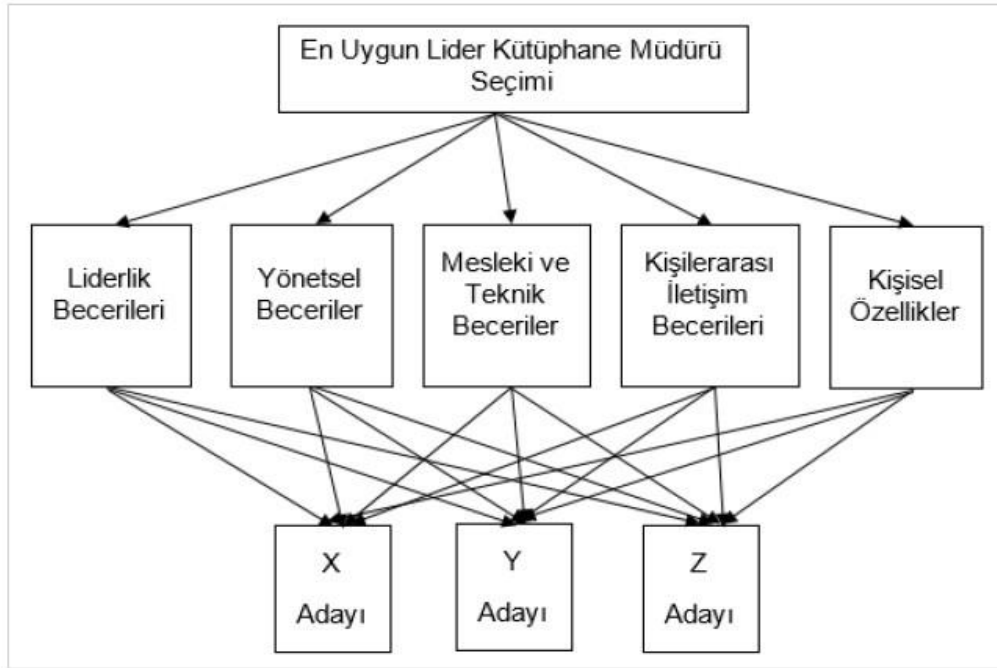 En Uygun Lider Kütüphane Müdürü
Seçimi
Liderlik
Becerileri
Yönetsel
Beceriler
Mesleki ve
Teknik
Beceriler
Kişilerarası
İletişim
Becerileri
Kişisel
Özellikler
X
Adayı
Y
Adayı
Z
Adayı